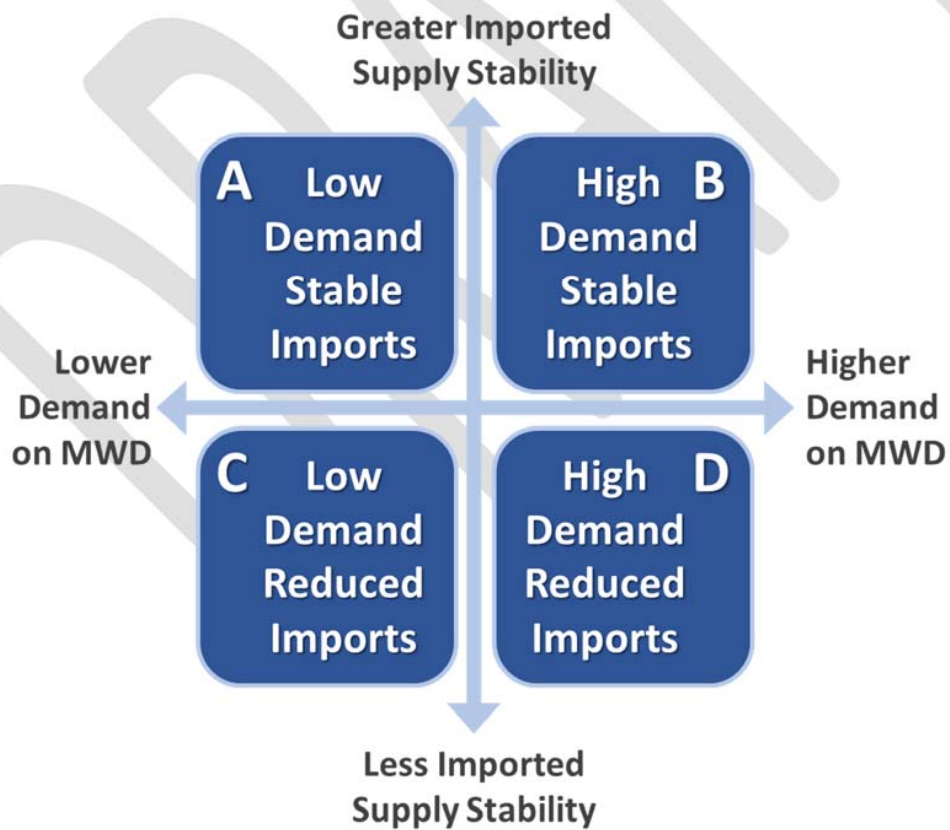 Greater Imported
Supply Stability
A Low
Demand
Stable
Imports
High B
Demand
Stable
Imports
Lower
Demand
on MWD
Higher
Demand
on MWD
C Low
Demand
Reduced
Imports
High D
Demand
Reduced
Imports
Less Imported
Supply Stability